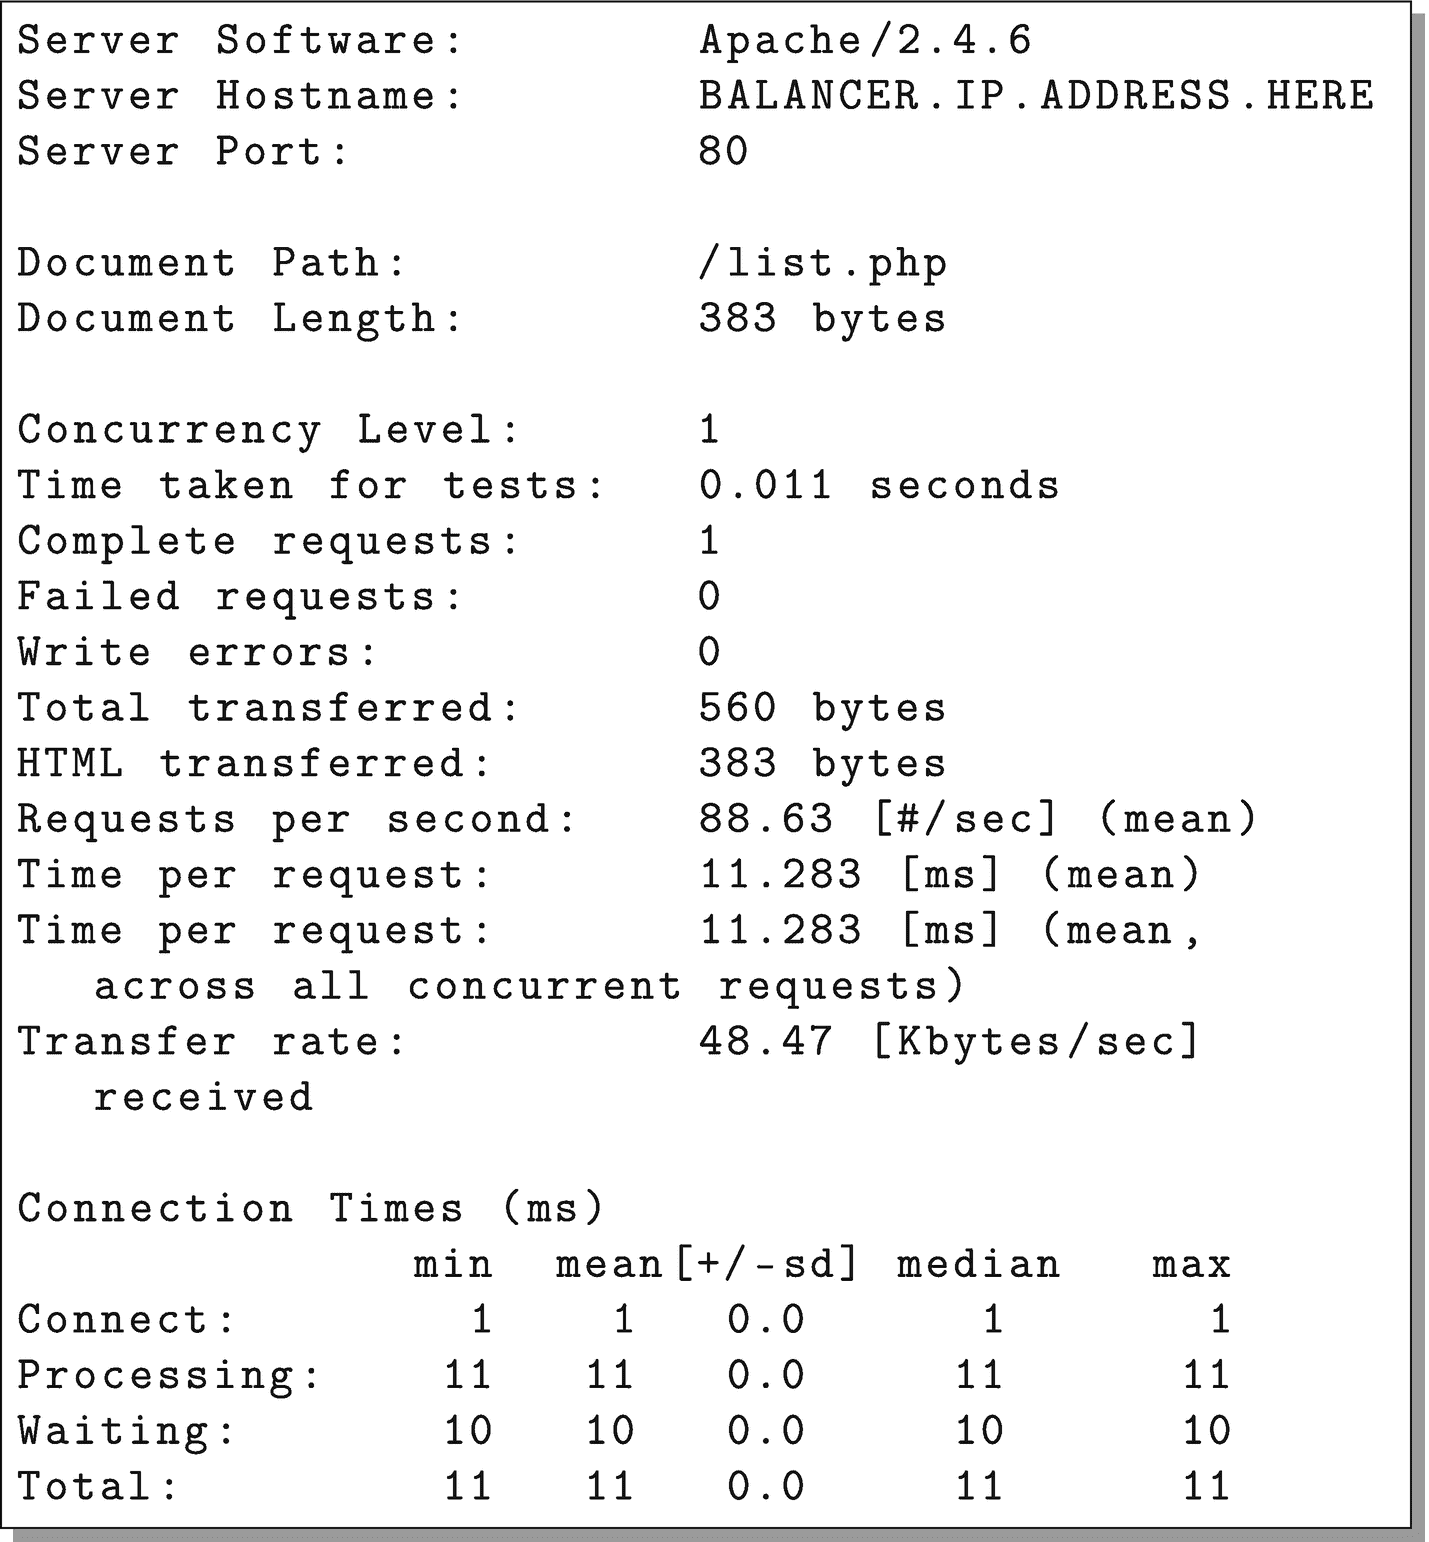 Server Software: Apache/2.4.6
Server Hostname: BALANCER.IP.ADDRESS.HERE
Server Port: 80
Document Path: /list.php
Document Length: 383 bytes
Concurrency Level: 1
Time taken for tests: 0.011 seconds
Complete requests: 1
Failed requests: 0
Write errors: 0
Total transferred: 560 bytes
HTML transferred: 383 bytes
Requests per second: 88.63 [#/sec] (mean)
Time per request: 11.283 [ms] (mean)
Time per request: 11.283 [ms] (mean,
across all concurrent requests)
Transfer rate: 48.47 [Kbytes/sec]
received
Connection Times (ms)
min mean[+/-sd] median max
Connect: 1 1 0.0 1 1
Processing: 11 11 0.0 11 11
Waiting: 10 10 0.0 10 10
Total: 11 11 0.0 11 11